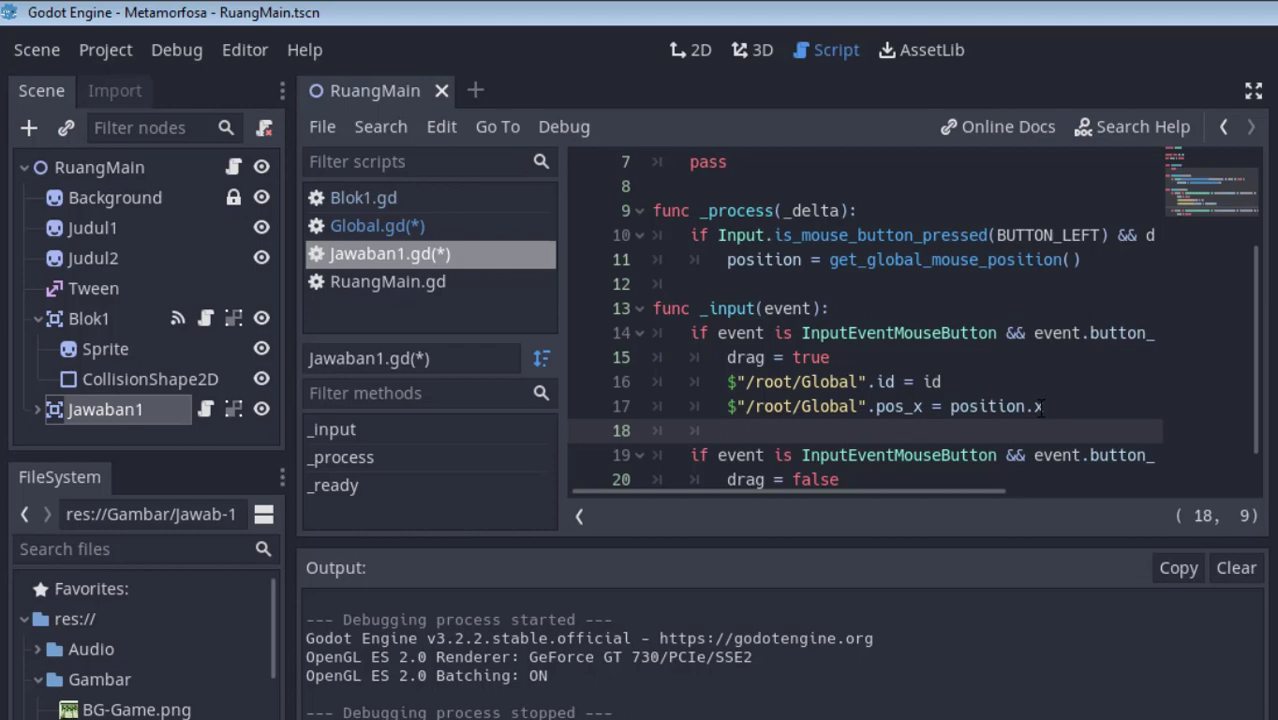 Godot Engine - Metamorfosa - RuangMain.tscn
Scene Project Debug Editor Help
2D 3D Script AssetLib
Scene Import
Filter nodes
RuangMain
Background
Judul1
Judul2
Tween
Blok1
Sprite
CollisionShape2D
Jawaban1
FileSystem
res://Gambar/Jawab-1
Search files
Favorites:
res://
Audio
Gambar
BG-Game.png
RuangMain
File Search Edit Go To Debug
Online Docs Search Help
Filter scripts
Blok1.gd
Global.gd(*)
Jawaban1.gd(*)
RuangMain.gd
Jawaban1.gd(*)
Filter methods
_input
_process
_ready
7 pass
8
9 func _process(_delta):
10 if Input.is_mouse_button_pressed(BUTTON_LEFT) && d
11 position = get_global_mouse_position()
12
13 func _input(event):
14 if event is InputEventMouseButton && event.button_
15 drag = true
16 $"/root/Global".id = id
17 $"/root/Global".pos_x = position.x
18
19 if event is InputEventMouseButton && event.button_
20 drag = false
( 18, 9)
Output: Copy Clear
--- Debugging process started ---
Godot Engine v3.2.2.stable.official - https://godotengine.org
OpenGL ES 2.0 Renderer: GeForce GT 730/PCIe/SSE2
OpenGL ES 2.0 Batching: ON
--- Debugging process stopped ---